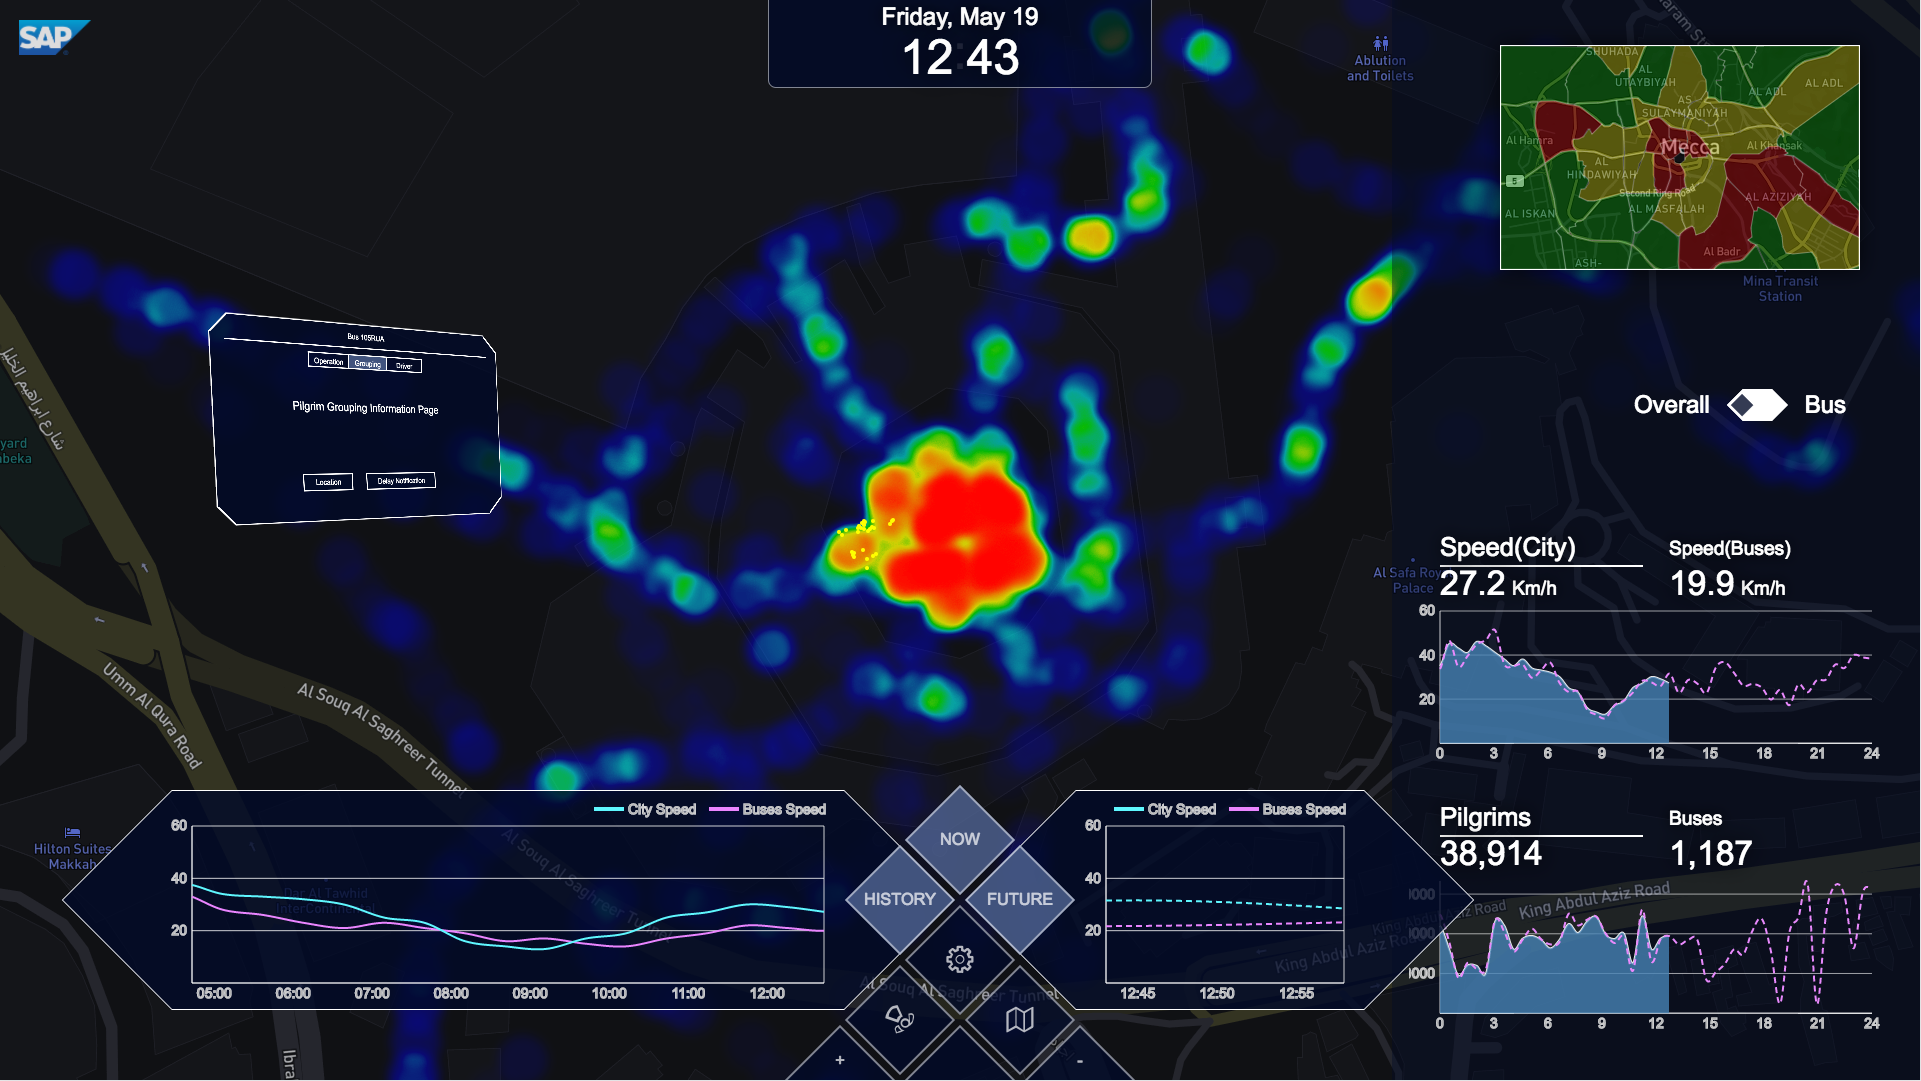 SAP
Friday, May 19
12:43
Ablution
and Toilets
SHUHADA
AL
UTAYBIYAH
AL ADL
AL ADL
AS
SULAYMANIYAH
Al Hamra
Mecca
Al Khansak
AL
HINDAWIYAH
Second Ring Road
AL AZIZIYAH
AL ISKAN
AL MASFALAH
Al Badr
ASH-
Mina Transit
Station
شارع إبراهيم الخليل
yard
beka
Bus 105RUA
Operation
Grouping
Driver
Pilgrim Grouping Information Page
Location
Delay Notification
Overall
Bus
Al Safa Roy
Palace
Speed(City)
Speed(Buses)
27.2 Km/h
19.9 Km/h
60
40
20
0 3 6 9 12 15 18 21 24
Umm Al Qura Road
Al Souq Al Saghreer Tunnel
Hilton Suites
Makkah
Dar Al Tawhid
InterContinental
Al Souq Al Saghreer Tunnel
City Speed
Buses Speed
60
40
20
05:00 06:00 07:00 08:00 09:00 10:00 11:00 12:00
NOW
HISTORY
FUTURE
City Speed
Buses Speed
60
40
20
12:45 12:50 12:55
Al Souq Al Saghreer Tunnel
+
-
King Abdul Aziz Road
King Abdul Aziz Road
Pilgrims
Buses
38,914
1,187
0 3 6 9 12 15 18 21 24
Ibra